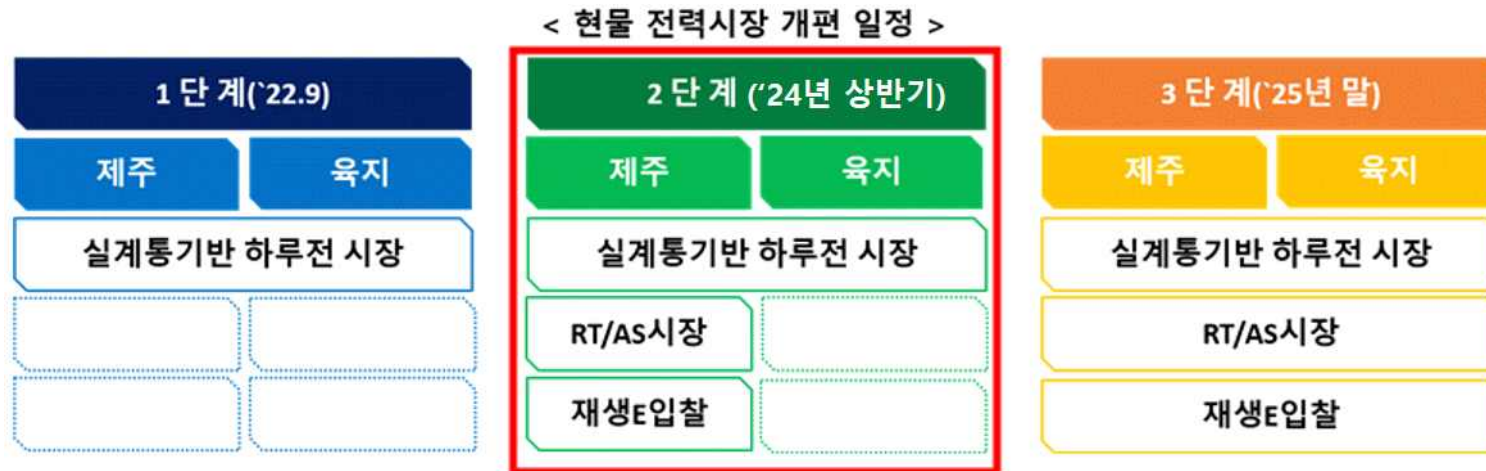 < 현물 전력시장 개편 일정 >
1 단 계(`22.9)
제주 육지
실계통기반 하루전 시장
2 단 계 (‘24년 상반기)
제주 육지
실계통기반 하루전 시장
RT/AS시장
재생E입찰
3 단 계(`25년 말)
제주 육지
실계통기반 하루전 시장
RT/AS시장
재생E입찰